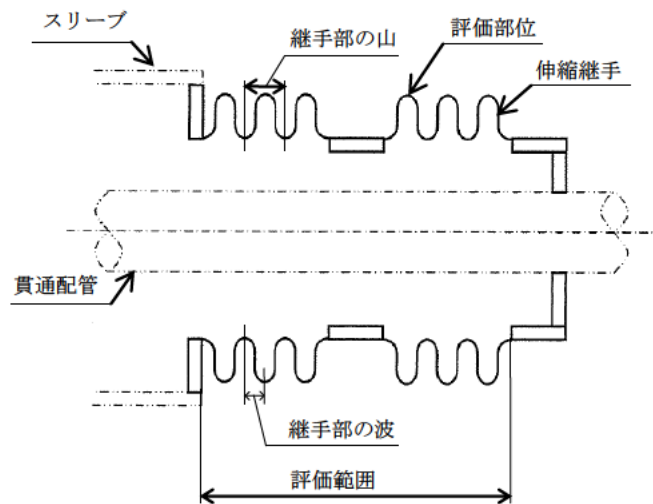 スリーブ
継手部の山
評価部位
伸縮継手
貫通配管
継手部の波
評価範囲